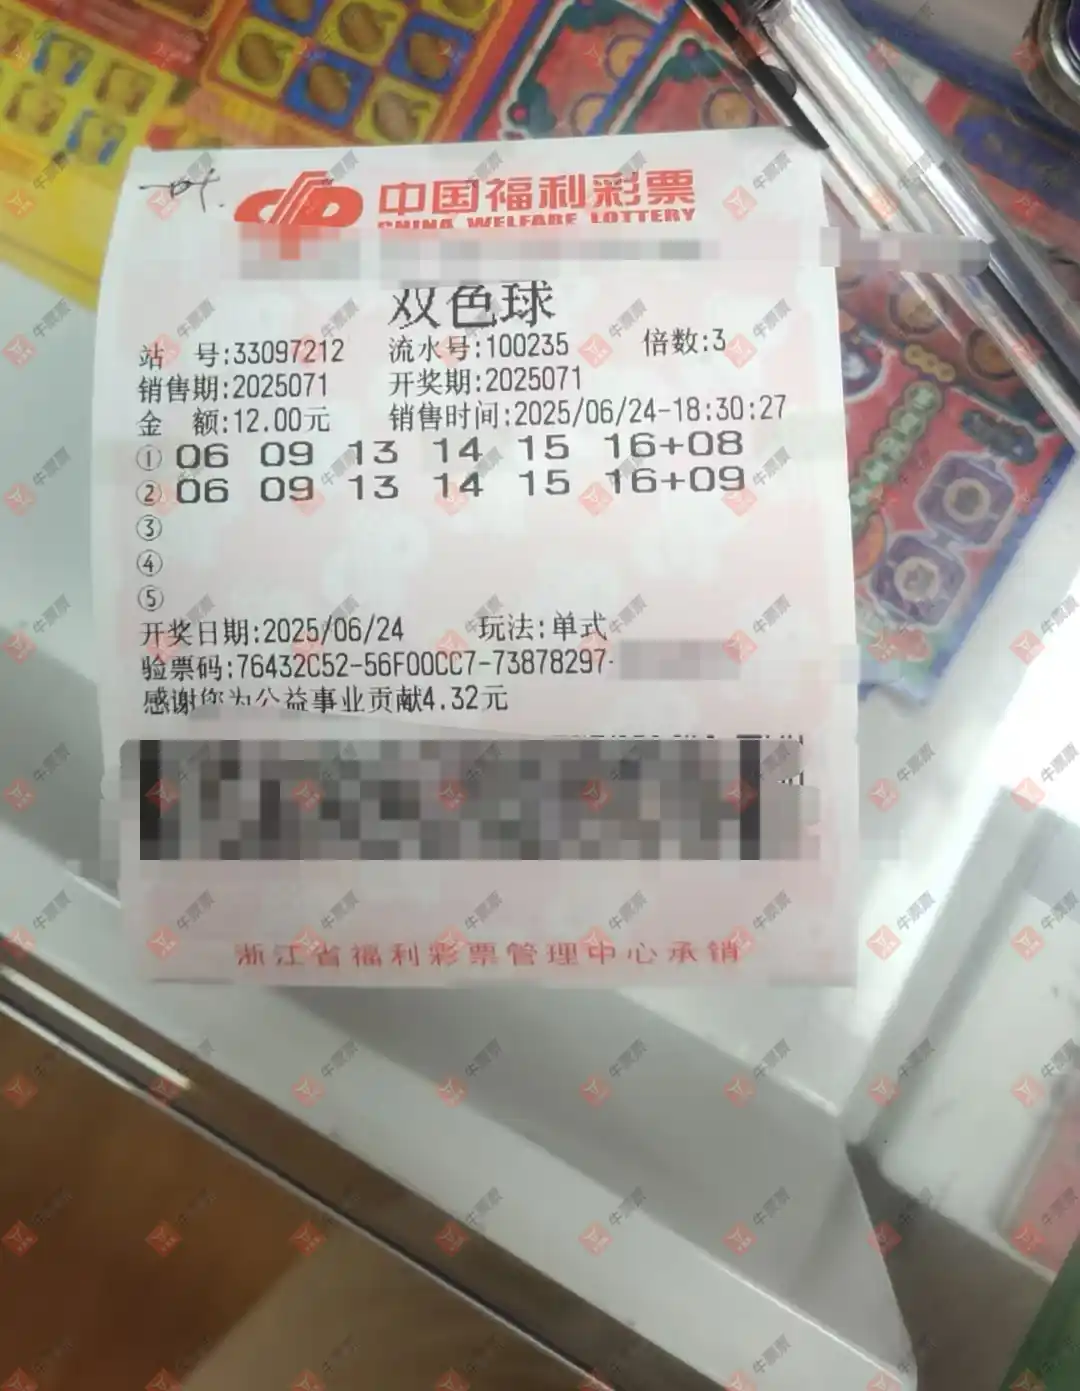 中国福利彩票
CHINA WELFARE LOTTERY
双色球
站 号:33097212 流水号:100235 倍数:3
销售期:2025071 开奖期:2025071
金 额:12.00元 销售时间:2025/06/24-18:30:27
① 06 09 13 14 15 16+08
② 06 09 13 14 15 16+09
③
④
⑤
开奖日期:2025/06/24 玩法:单式
验票码:76432C52-56F00CC7-73878297-
感谢您为公益事业贡献4.32元
浙江省福利彩票管理中心承销
牛票票